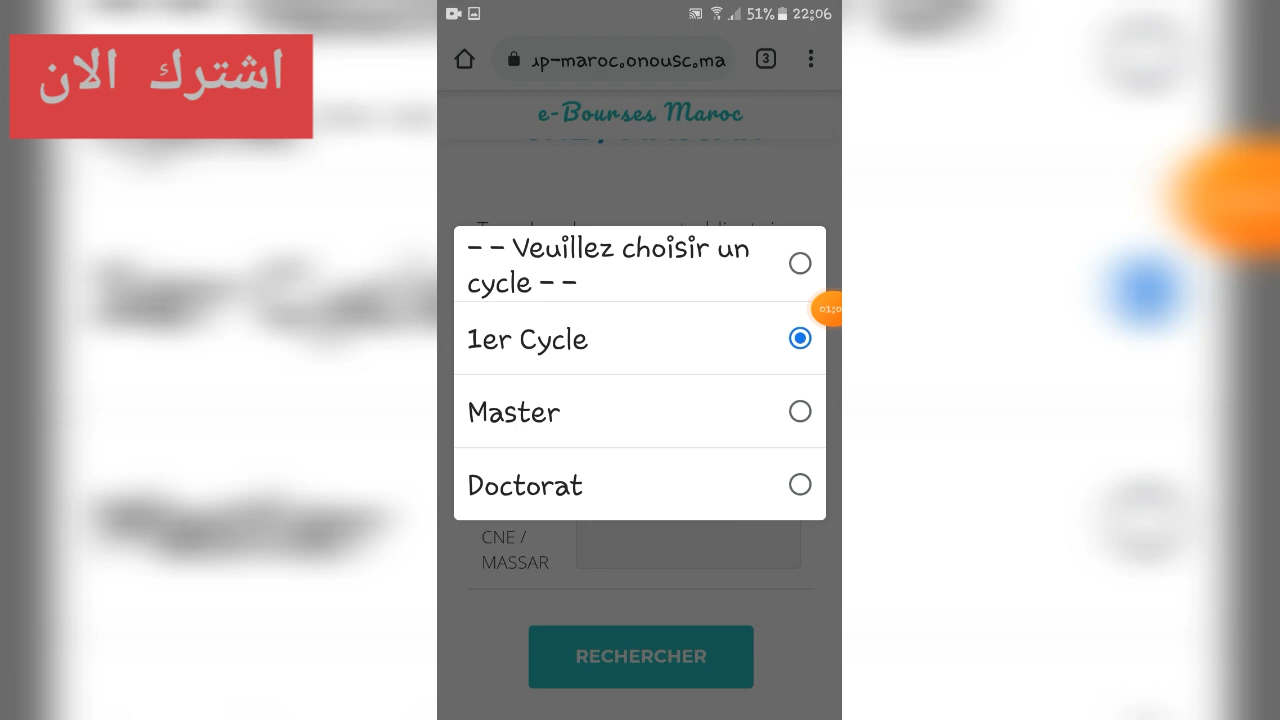 اشترك الان
51% 22:06
up-maroc.onousc.ma
3
e-Bourses Maroc
- - Veuillez choisir un
cycle - -
1er Cycle
Master
Doctorat
CNE /
MASSAR
RECHERCHER